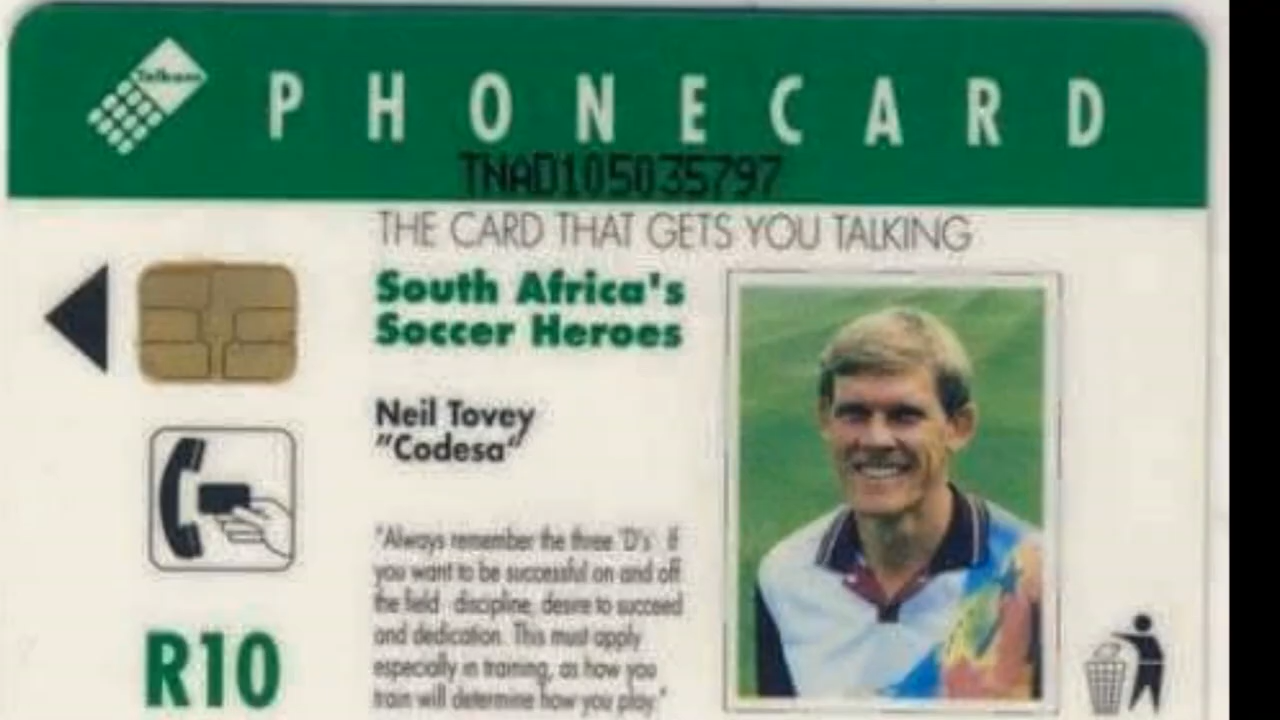 Telkom
PHONECARD
TNAD105035797
THE CARD THAT GETS YOU TALKING
South Africa's
Soccer Heroes
Neil Tovey
"Codesa"
"Always remember the three 'D's if
you want to be successful on and off
the field discipline, desire to succeed
and dedication. This must apply
especially in training, as how you
train will determine how you play."
R10